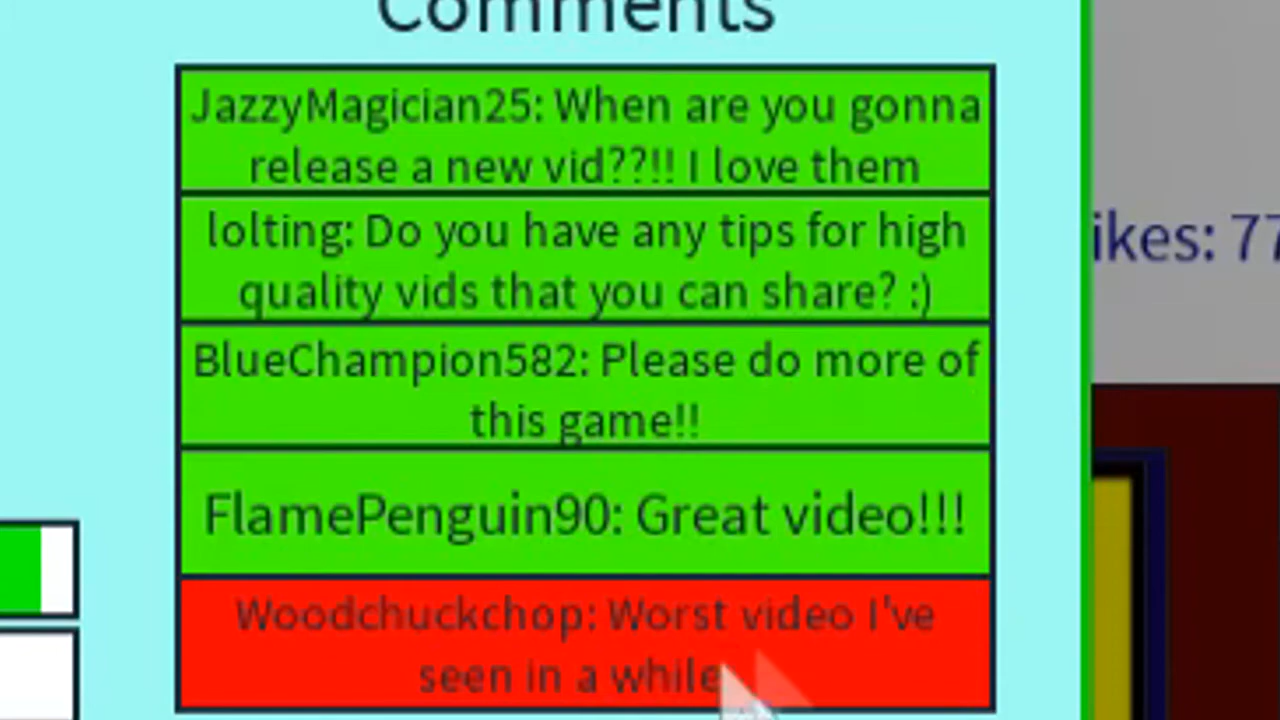 Comments
JazzyMagician25: When are you gonna
release a new vid??!! I love them
lolting: Do you have any tips for high
quality vids that you can share? :)
BlueChampion582: Please do more of
this game!!
FlamePenguin90: Great video!!!
Woodchuckchop: Worst video I've
seen in a while
ikes: 77